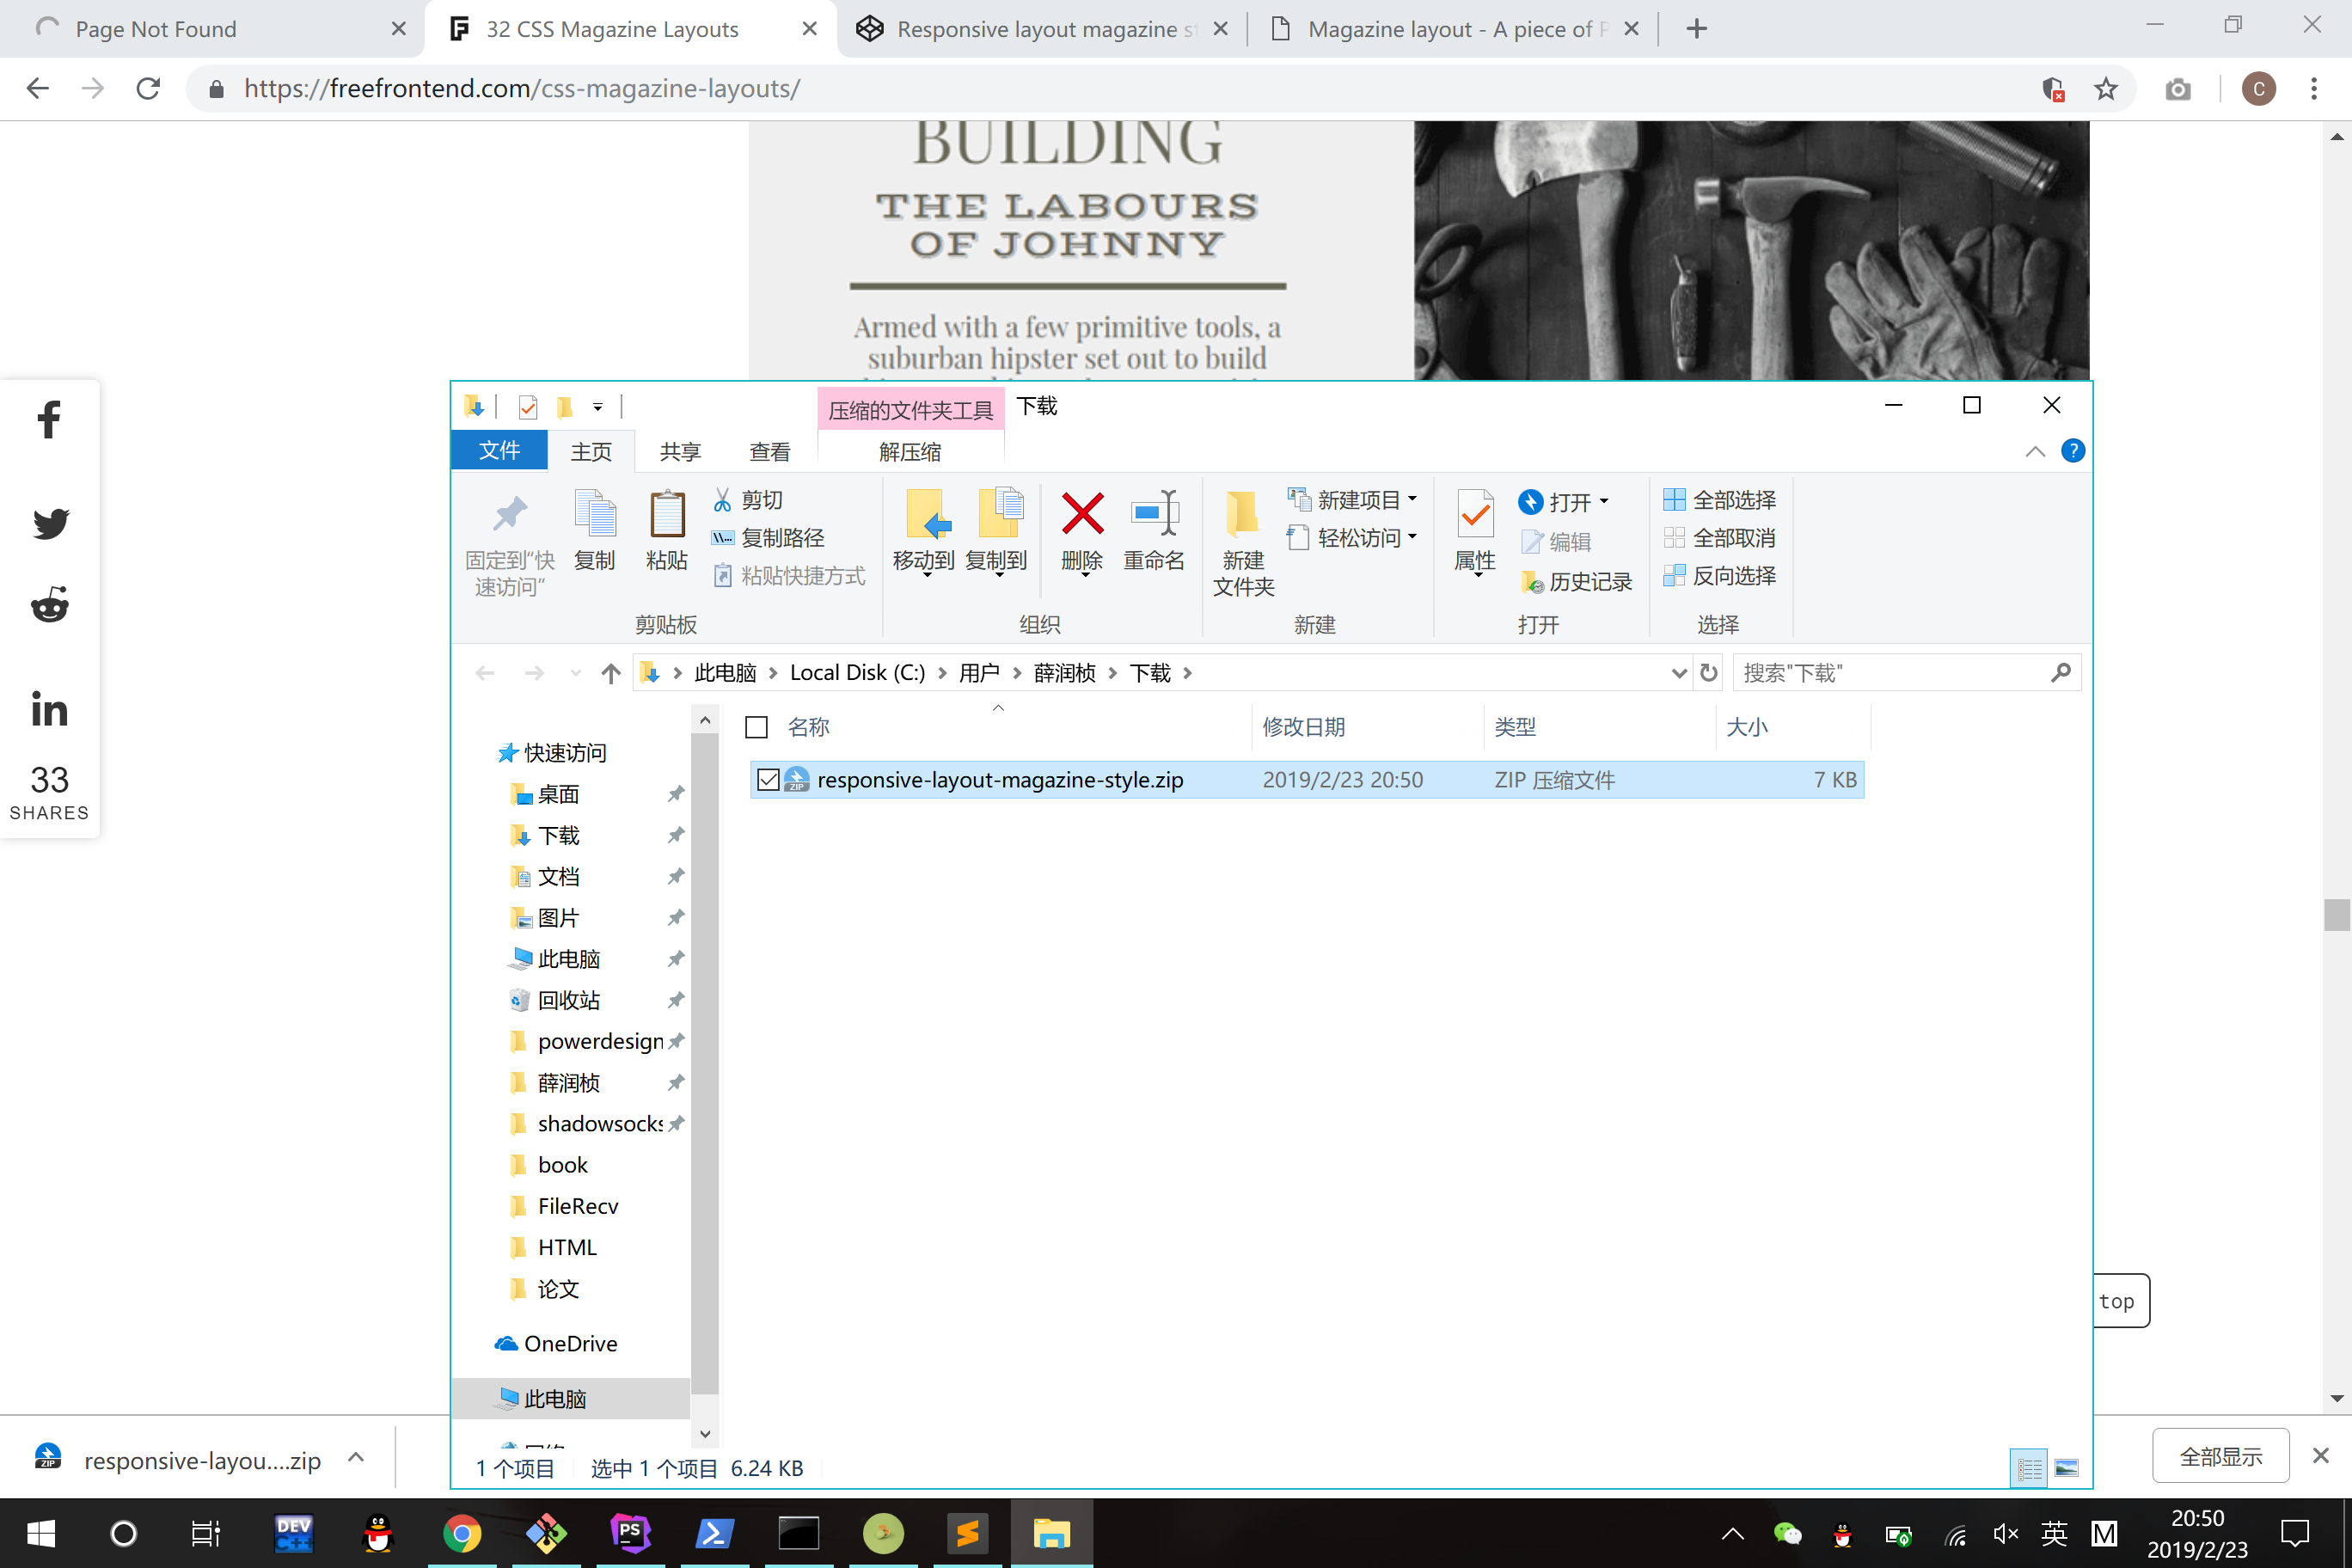 Page Not Found
32 CSS Magazine Layouts
Responsive layout magazine st
Magazine layout - A piece of P
https://freefrontend.com/css-magazine-layouts/
C
BUILDING
THE LABOURS
OF JOHNNY
Armed with a few primitive tools, a
suburban hipster set out to build
33
SHARES
压缩的文件夹工具
下载
文件
主页
共享
查看
解压缩
固定到"快
速访问"
复制
粘贴
剪切
复制路径
粘贴快捷方式
剪贴板
移动到
复制到
删除
重命名
组织
新建
文件夹
新建项目
轻松访问
新建
属性
打开
编辑
历史记录
打开
全部选择
全部取消
反向选择
选择
此电脑
Local Disk (C:)
用户
薛润桢
下载
搜索"下载"
名称
修改日期
类型
大小
responsive-layout-magazine-style.zip
2019/2/23 20:50
ZIP 压缩文件
7 KB
快速访问
桌面
下载
文档
图片
此电脑
回收站
powerdesign
薛润桢
shadowsocks
book
FileRecv
HTML
论文
OneDrive
此电脑
1 个项目
选中 1 个项目 6.24 KB
top
responsive-layou....zip
全部显示
DEV
C++
PS
英
M
20:50
2019/2/23